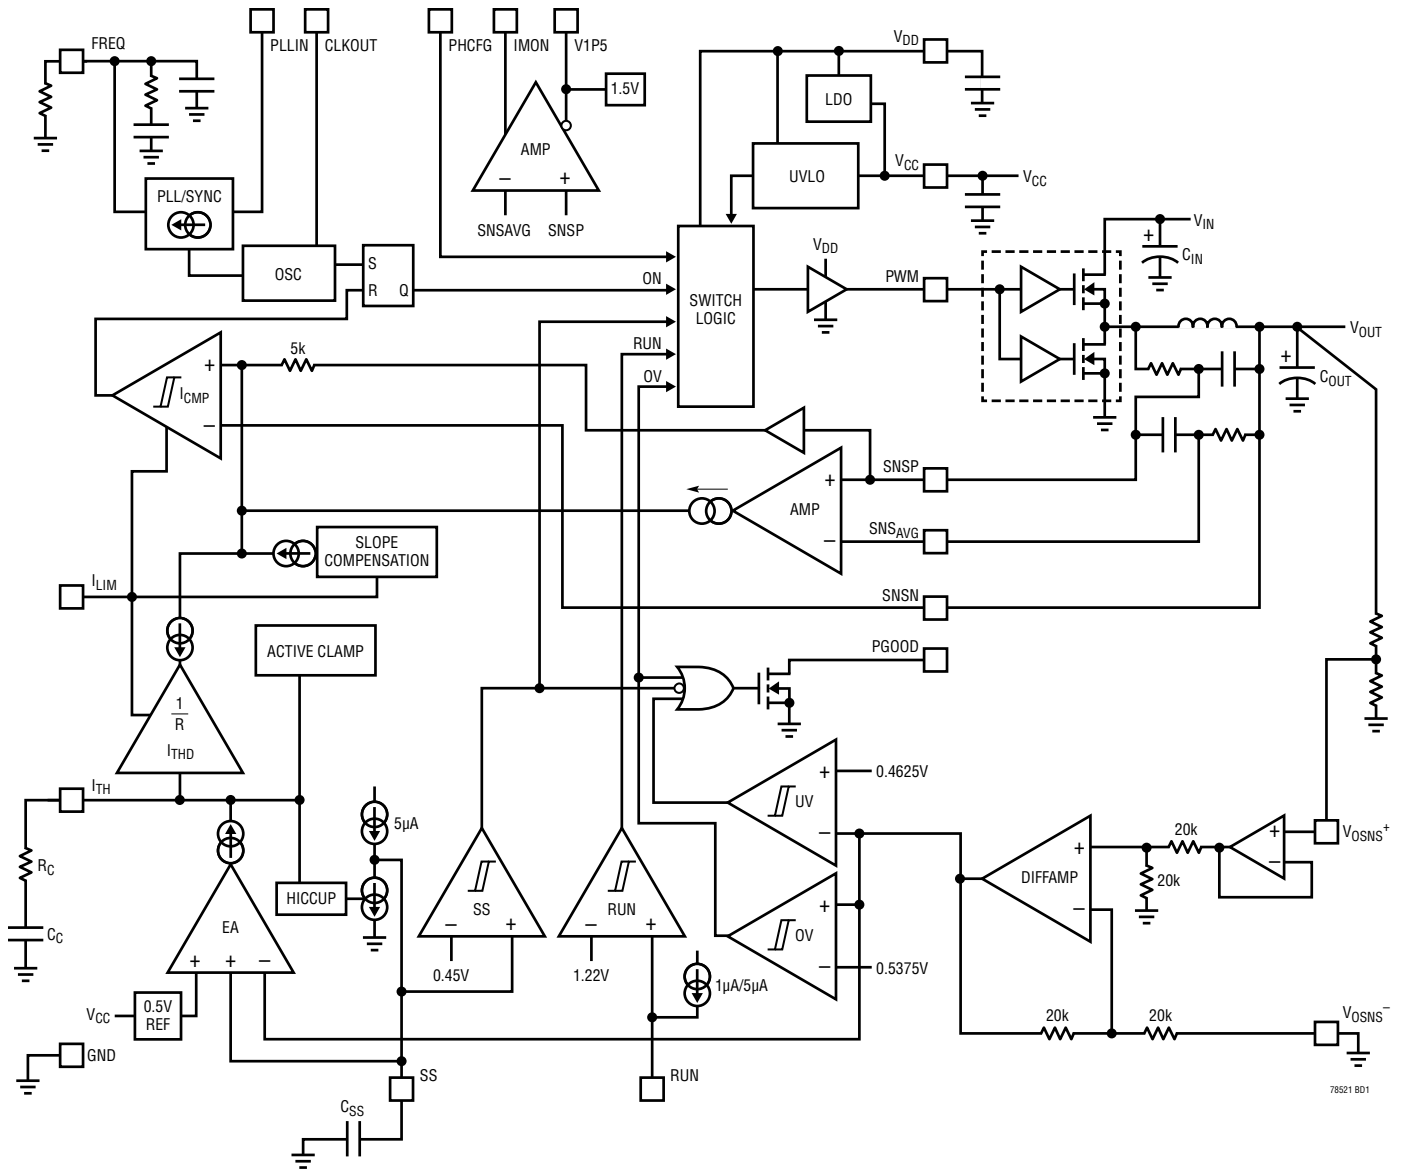 FREQ
PLLIN
CLKOUT
PHCFG
IMON
V1P5
1.5V
AMP
–
+
SNSAVG
SNSP
VDD
LDO
UVLO
VCC
VCC
PLL/SYNC
OSC
S
R
Q
ON
RUN
OV
SWITCH
LOGIC
VDD
PWM
VIN
+
CIN
VOUT
+
COUT
5k
+
ICMP
–
SNSP
+
AMP
–
SNSAVG
SNSN
SLOPE
COMPENSATION
ILIM
ACTIVE CLAMP
PGOOD
1
R
ITHD
ITH
5µA
RC
CC
HICCUP
EA
+
+
–
VCC
0.5V
REF
GND
SS
–
+
0.45V
RUN
–
+
1.22V
1µA/5µA
+
0.4625V
UV
–
+
OV
–
0.5375V
+
DIFFAMP
–
20k
20k
+
–
VOSNS+
20k
20k
VOSNS–
SS
RUN
CSS
78521 BD1